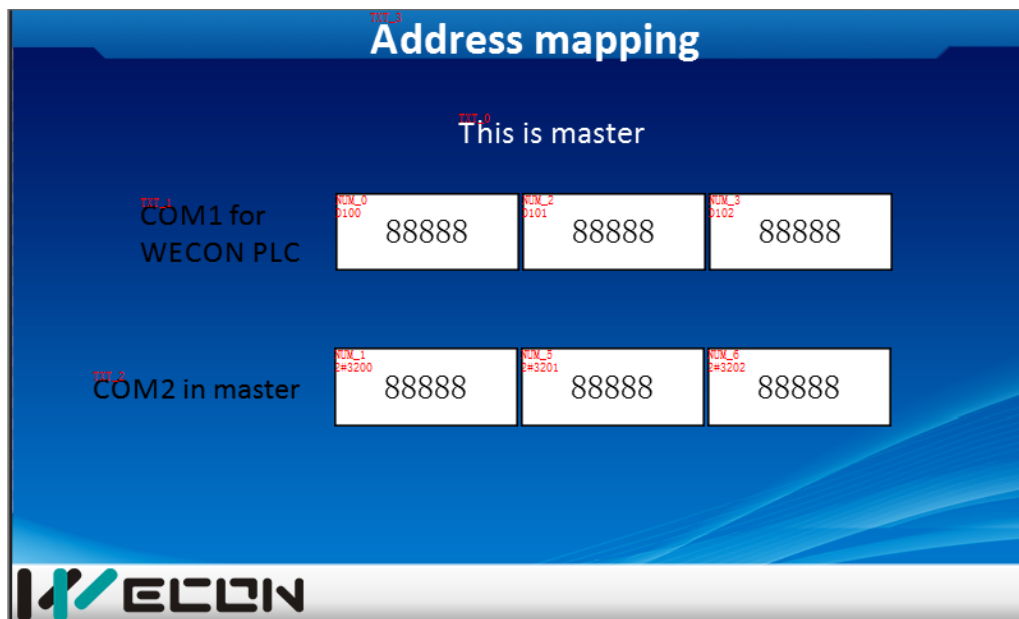 TXT_3
Address mapping
TXT_0
This is master
TXT_1
COM1 for
WECON PLC
NUM_0
D100
88888
NUM_2
D101
88888
NUM_3
D102
88888
TXT_2
COM2 in master
NUM_1
2#3200
88888
NUM_5
2#3201
88888
NUM_6
2#3202
88888
WECON